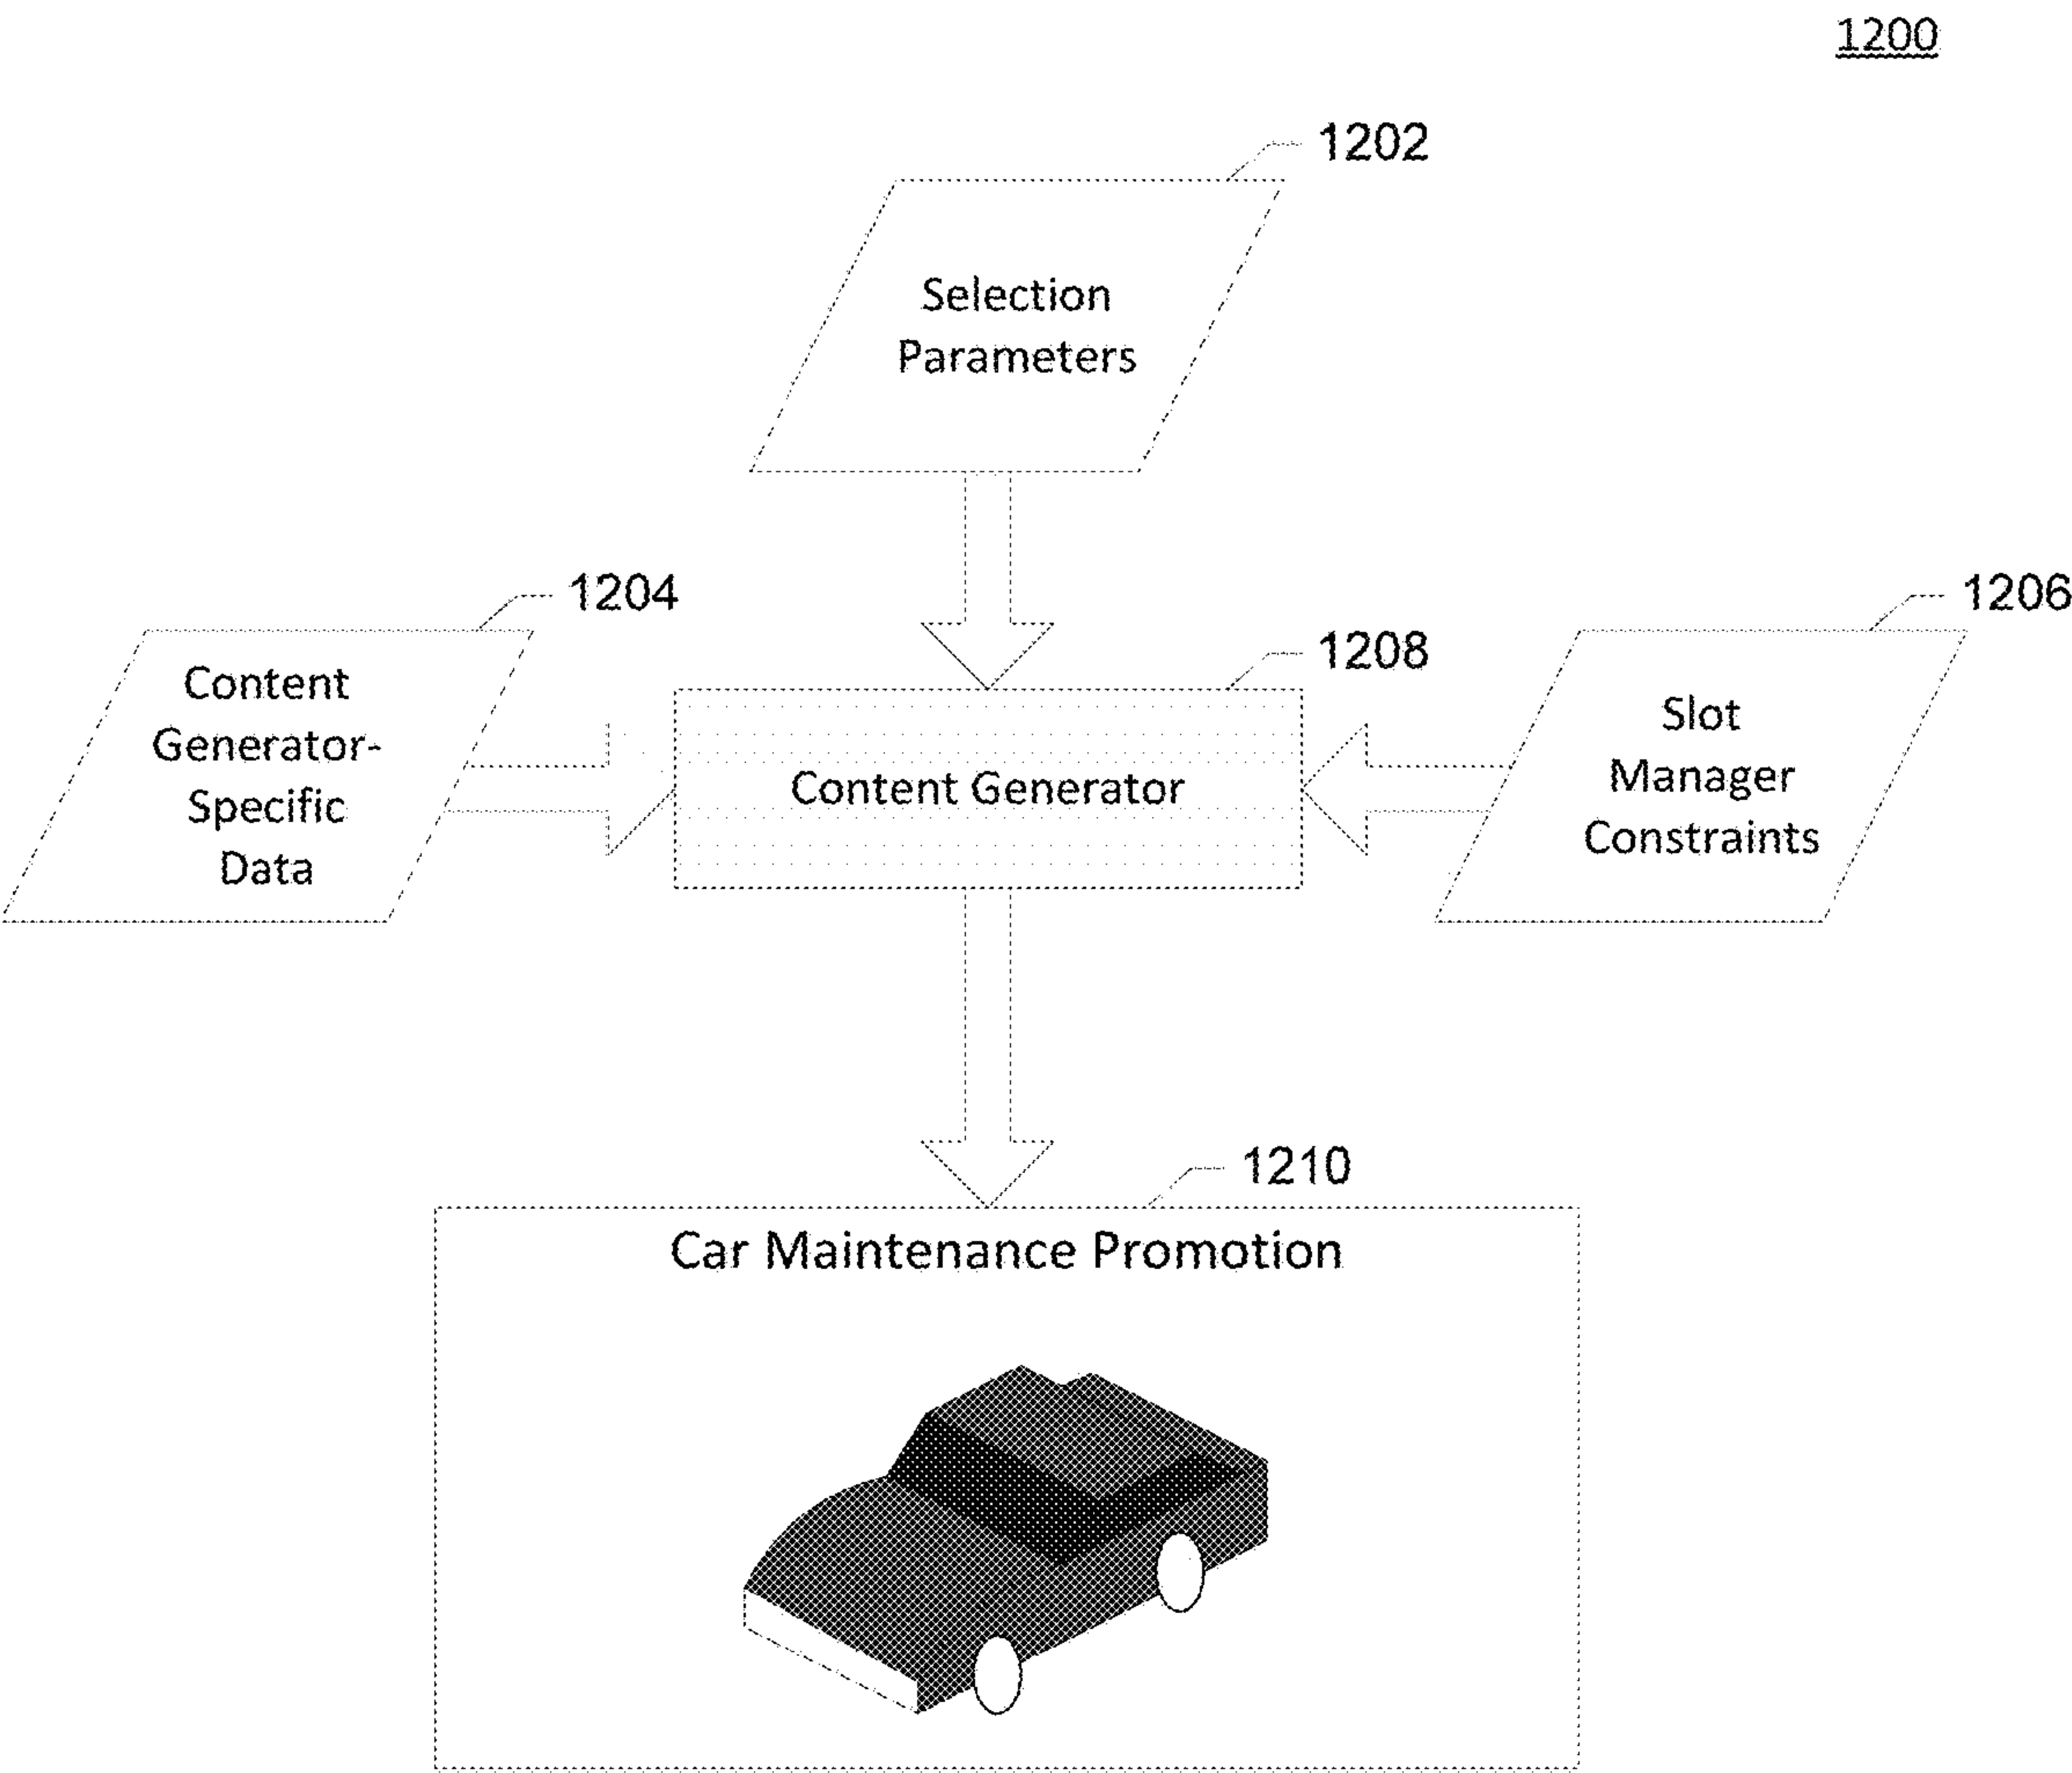 1200
1202
Selection
Parameters
1204
Content
Generator-
Specific
Data
1206
Slot
Manager
Constraints
1208
Content Generator
1210
Car Maintenance Promotion